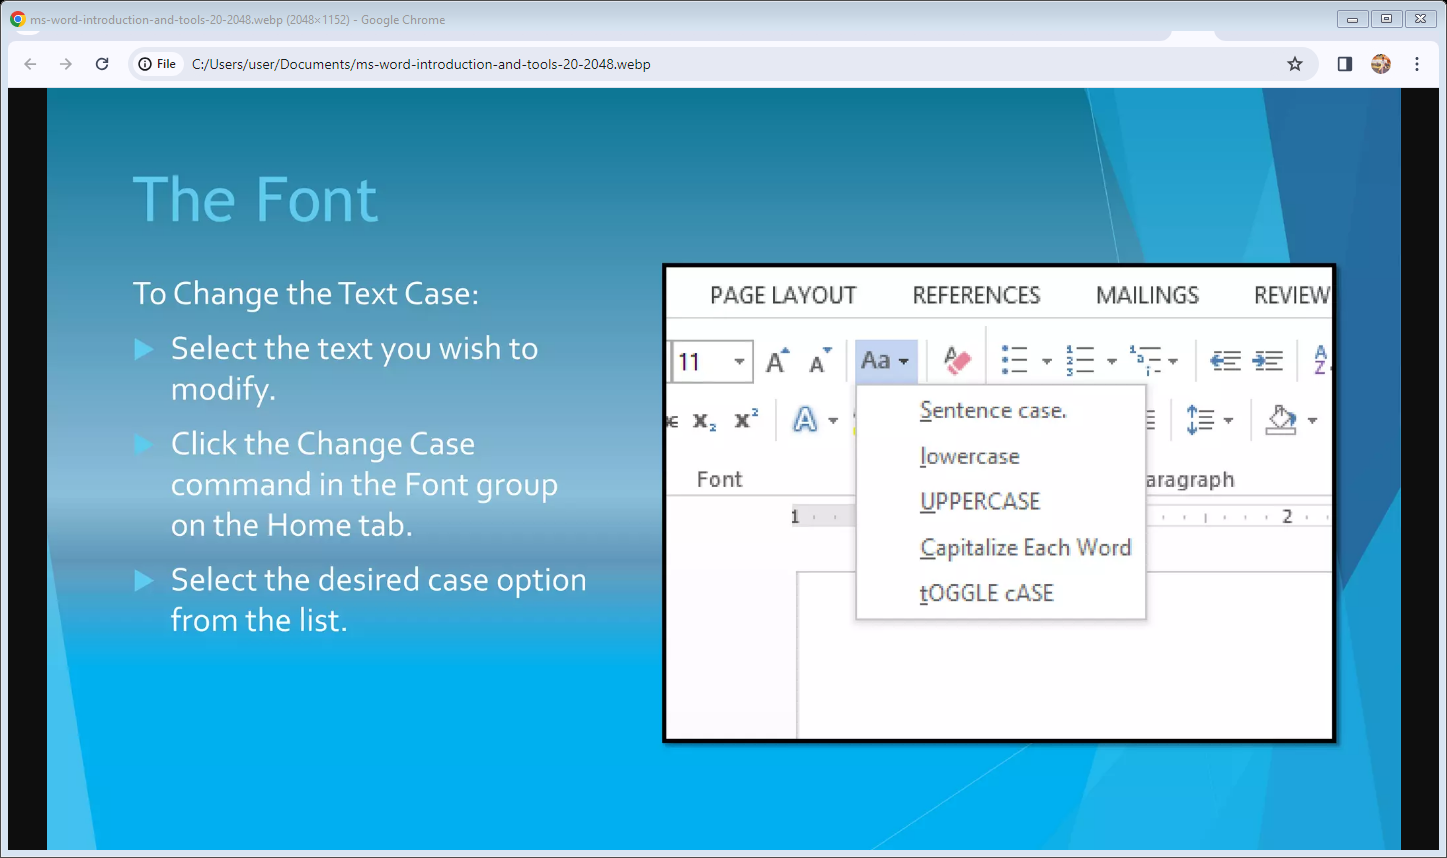 ms-word-introduction-and-tools-20-2048.webp (2048×1152) - Google Chrome
File C:/Users/user/Documents/ms-word-introduction-and-tools-20-2048.webp
The Font
To Change the Text Case:
Select the text you wish to
modify.
Click the Change Case
command in the Font group
on the Home tab.
Select the desired case option
from the list.
PAGE LAYOUT REFERENCES MAILINGS REVIEW
11 A A Aa A
x₂ x² A
Sentence case.
lowercase
UPPERCASE
Capitalize Each Word
tOGGLE cASE
Font aragraph
1 2